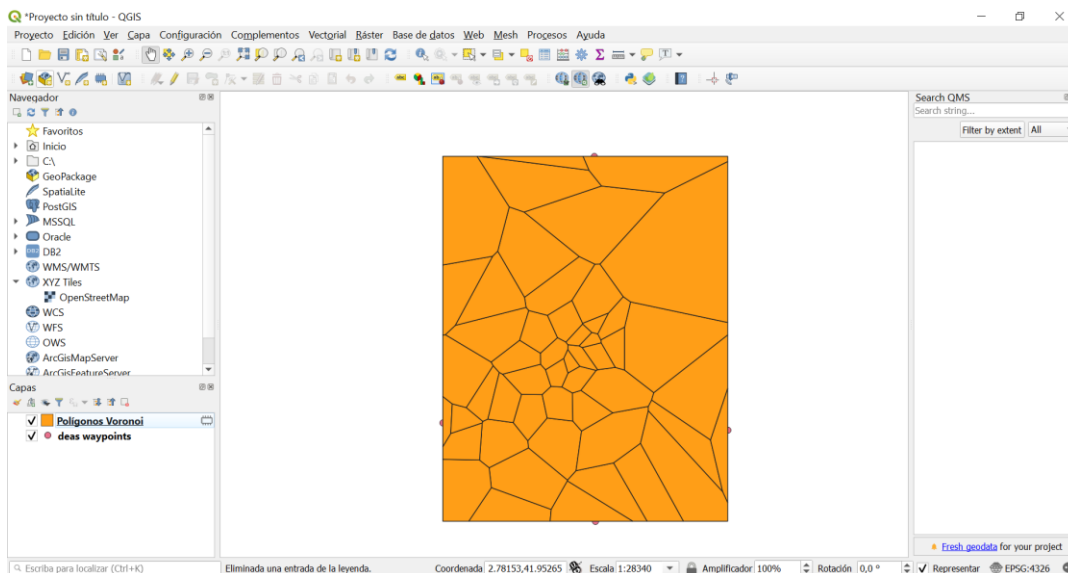 *Proyecto sin título - QGIS
Proyecto Edición Ver Capa Configuración Complementos Vectorial Ráster Base de datos Web Mesh Procesos Ayuda
Navegador
Favoritos
Inicio
C:\
GeoPackage
SpatiaLite
PostGIS
MSSQL
Oracle
DB2
WMS/WMTS
XYZ Tiles
OpenStreetMap
WCS
WFS
OWS
ArcGisMapServer
ArcGisFeatureServer
Capas
Polígonos Voronoi
deas waypoints
Search QMS
Search string...
Filter by extent All
Fresh geodata for your project
Escriba para localizar (Ctrl+K) Eliminada una entrada de la leyenda. Coordenada 2.78153,41.95265 Escala 1:28340 Amplificador 100% Rotación 0,0 ° Representar EPSG:4326